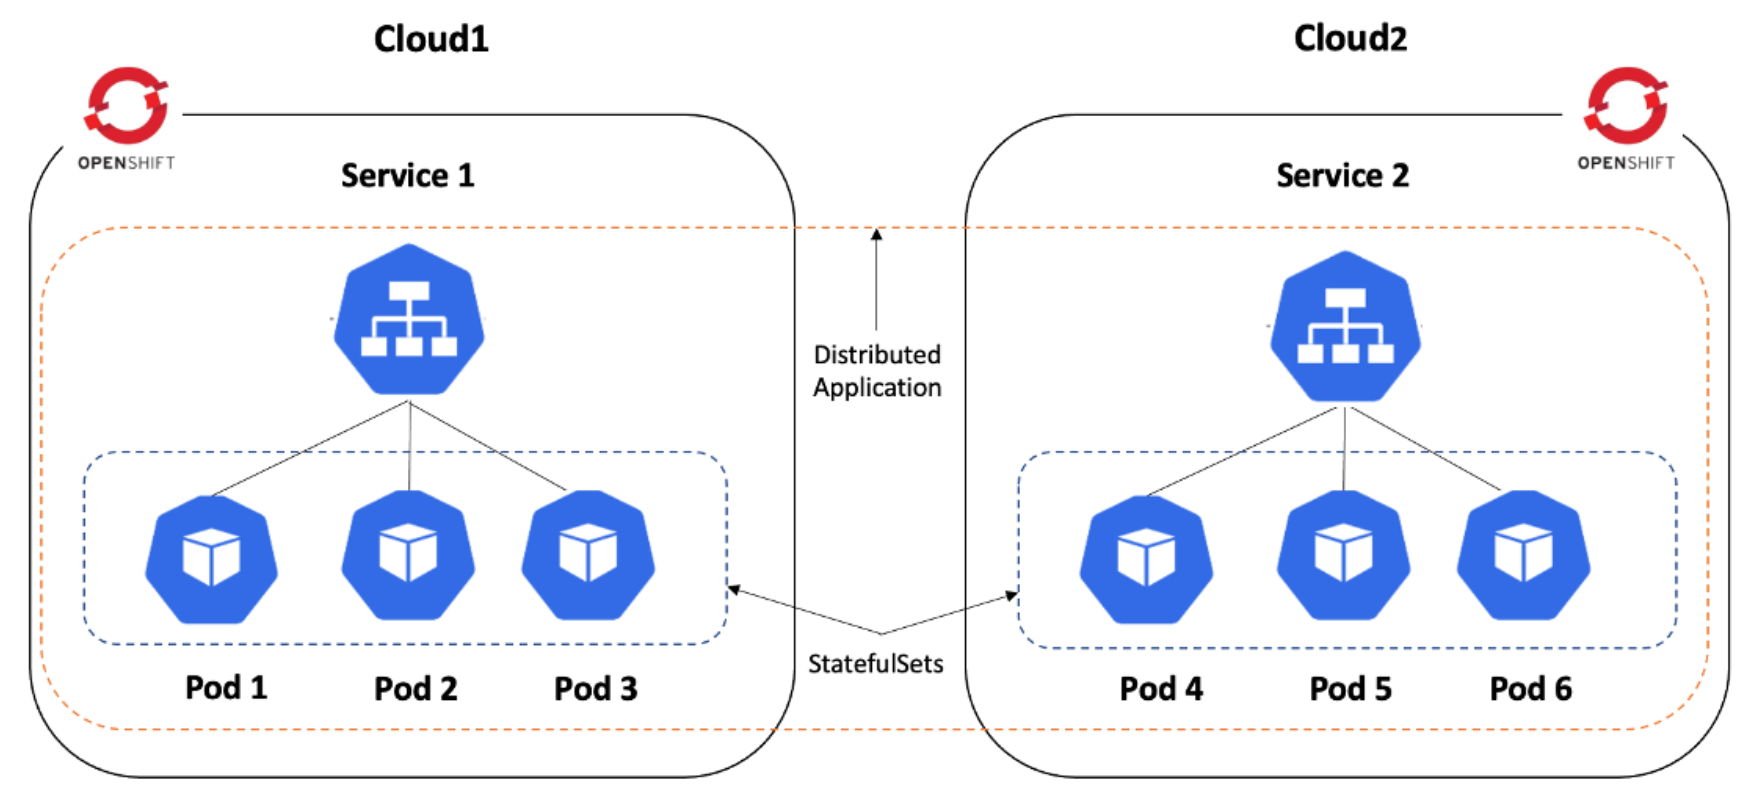 Cloud1
Cloud2
OPENSHIFT
OPENSHIFT
Service 1
Service 2
Distributed
Application
StatefulSets
Pod 1
Pod 2
Pod 3
Pod 4
Pod 5
Pod 6